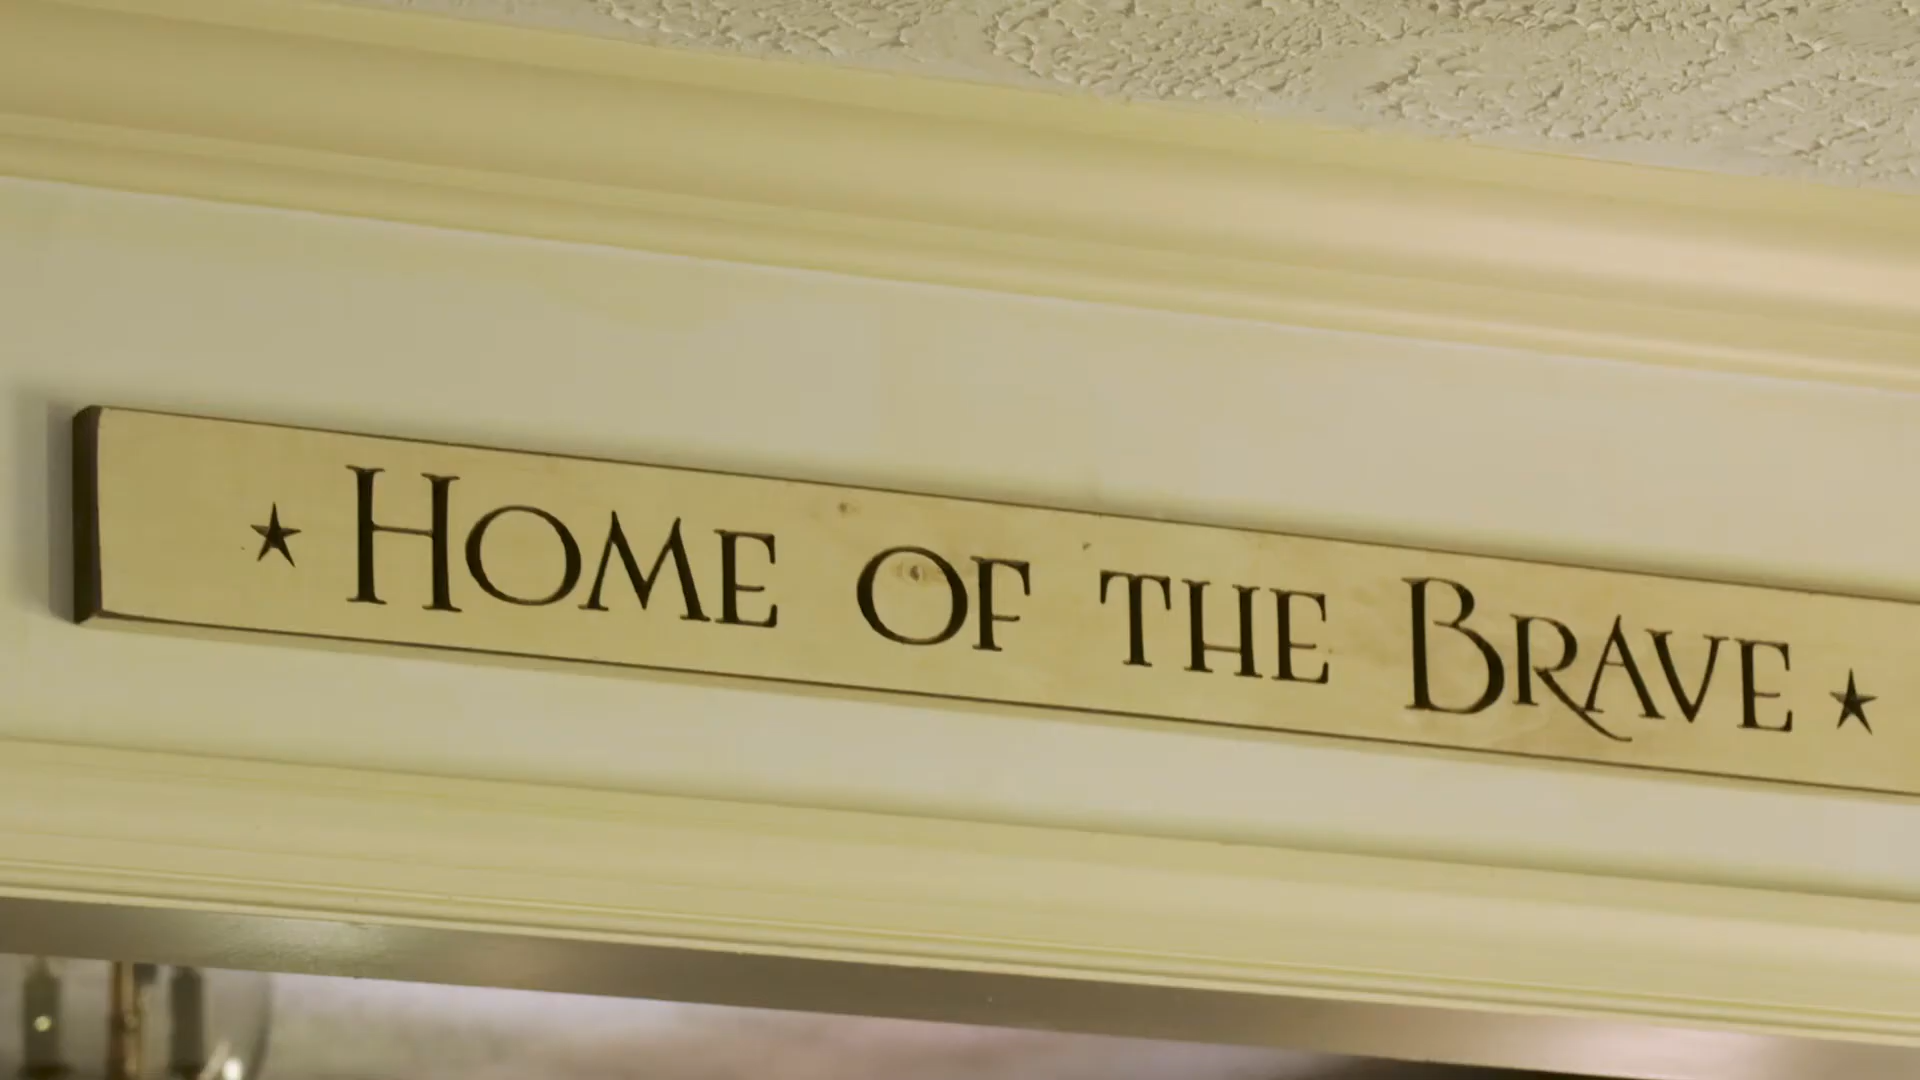 ★ HOME OF THE BRAVE ★